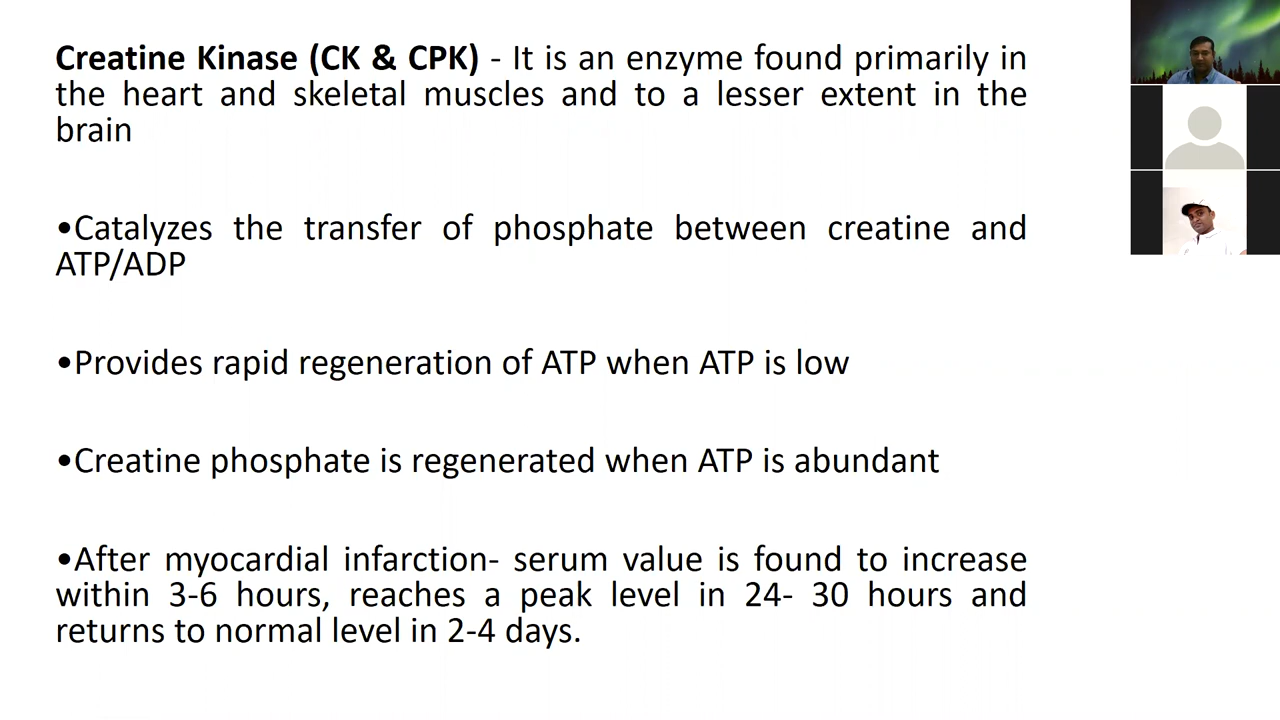 Creatine Kinase (CK & CPK) - It is an enzyme found primarily in
the heart and skeletal muscles and to a lesser extent in the
brain
•Catalyzes the transfer of phosphate between creatine and
ATP/ADP
•Provides rapid regeneration of ATP when ATP is low
•Creatine phosphate is regenerated when ATP is abundant
•After myocardial infarction- serum value is found to increase
within 3-6 hours, reaches a peak level in 24- 30 hours and
returns to normal level in 2-4 days.